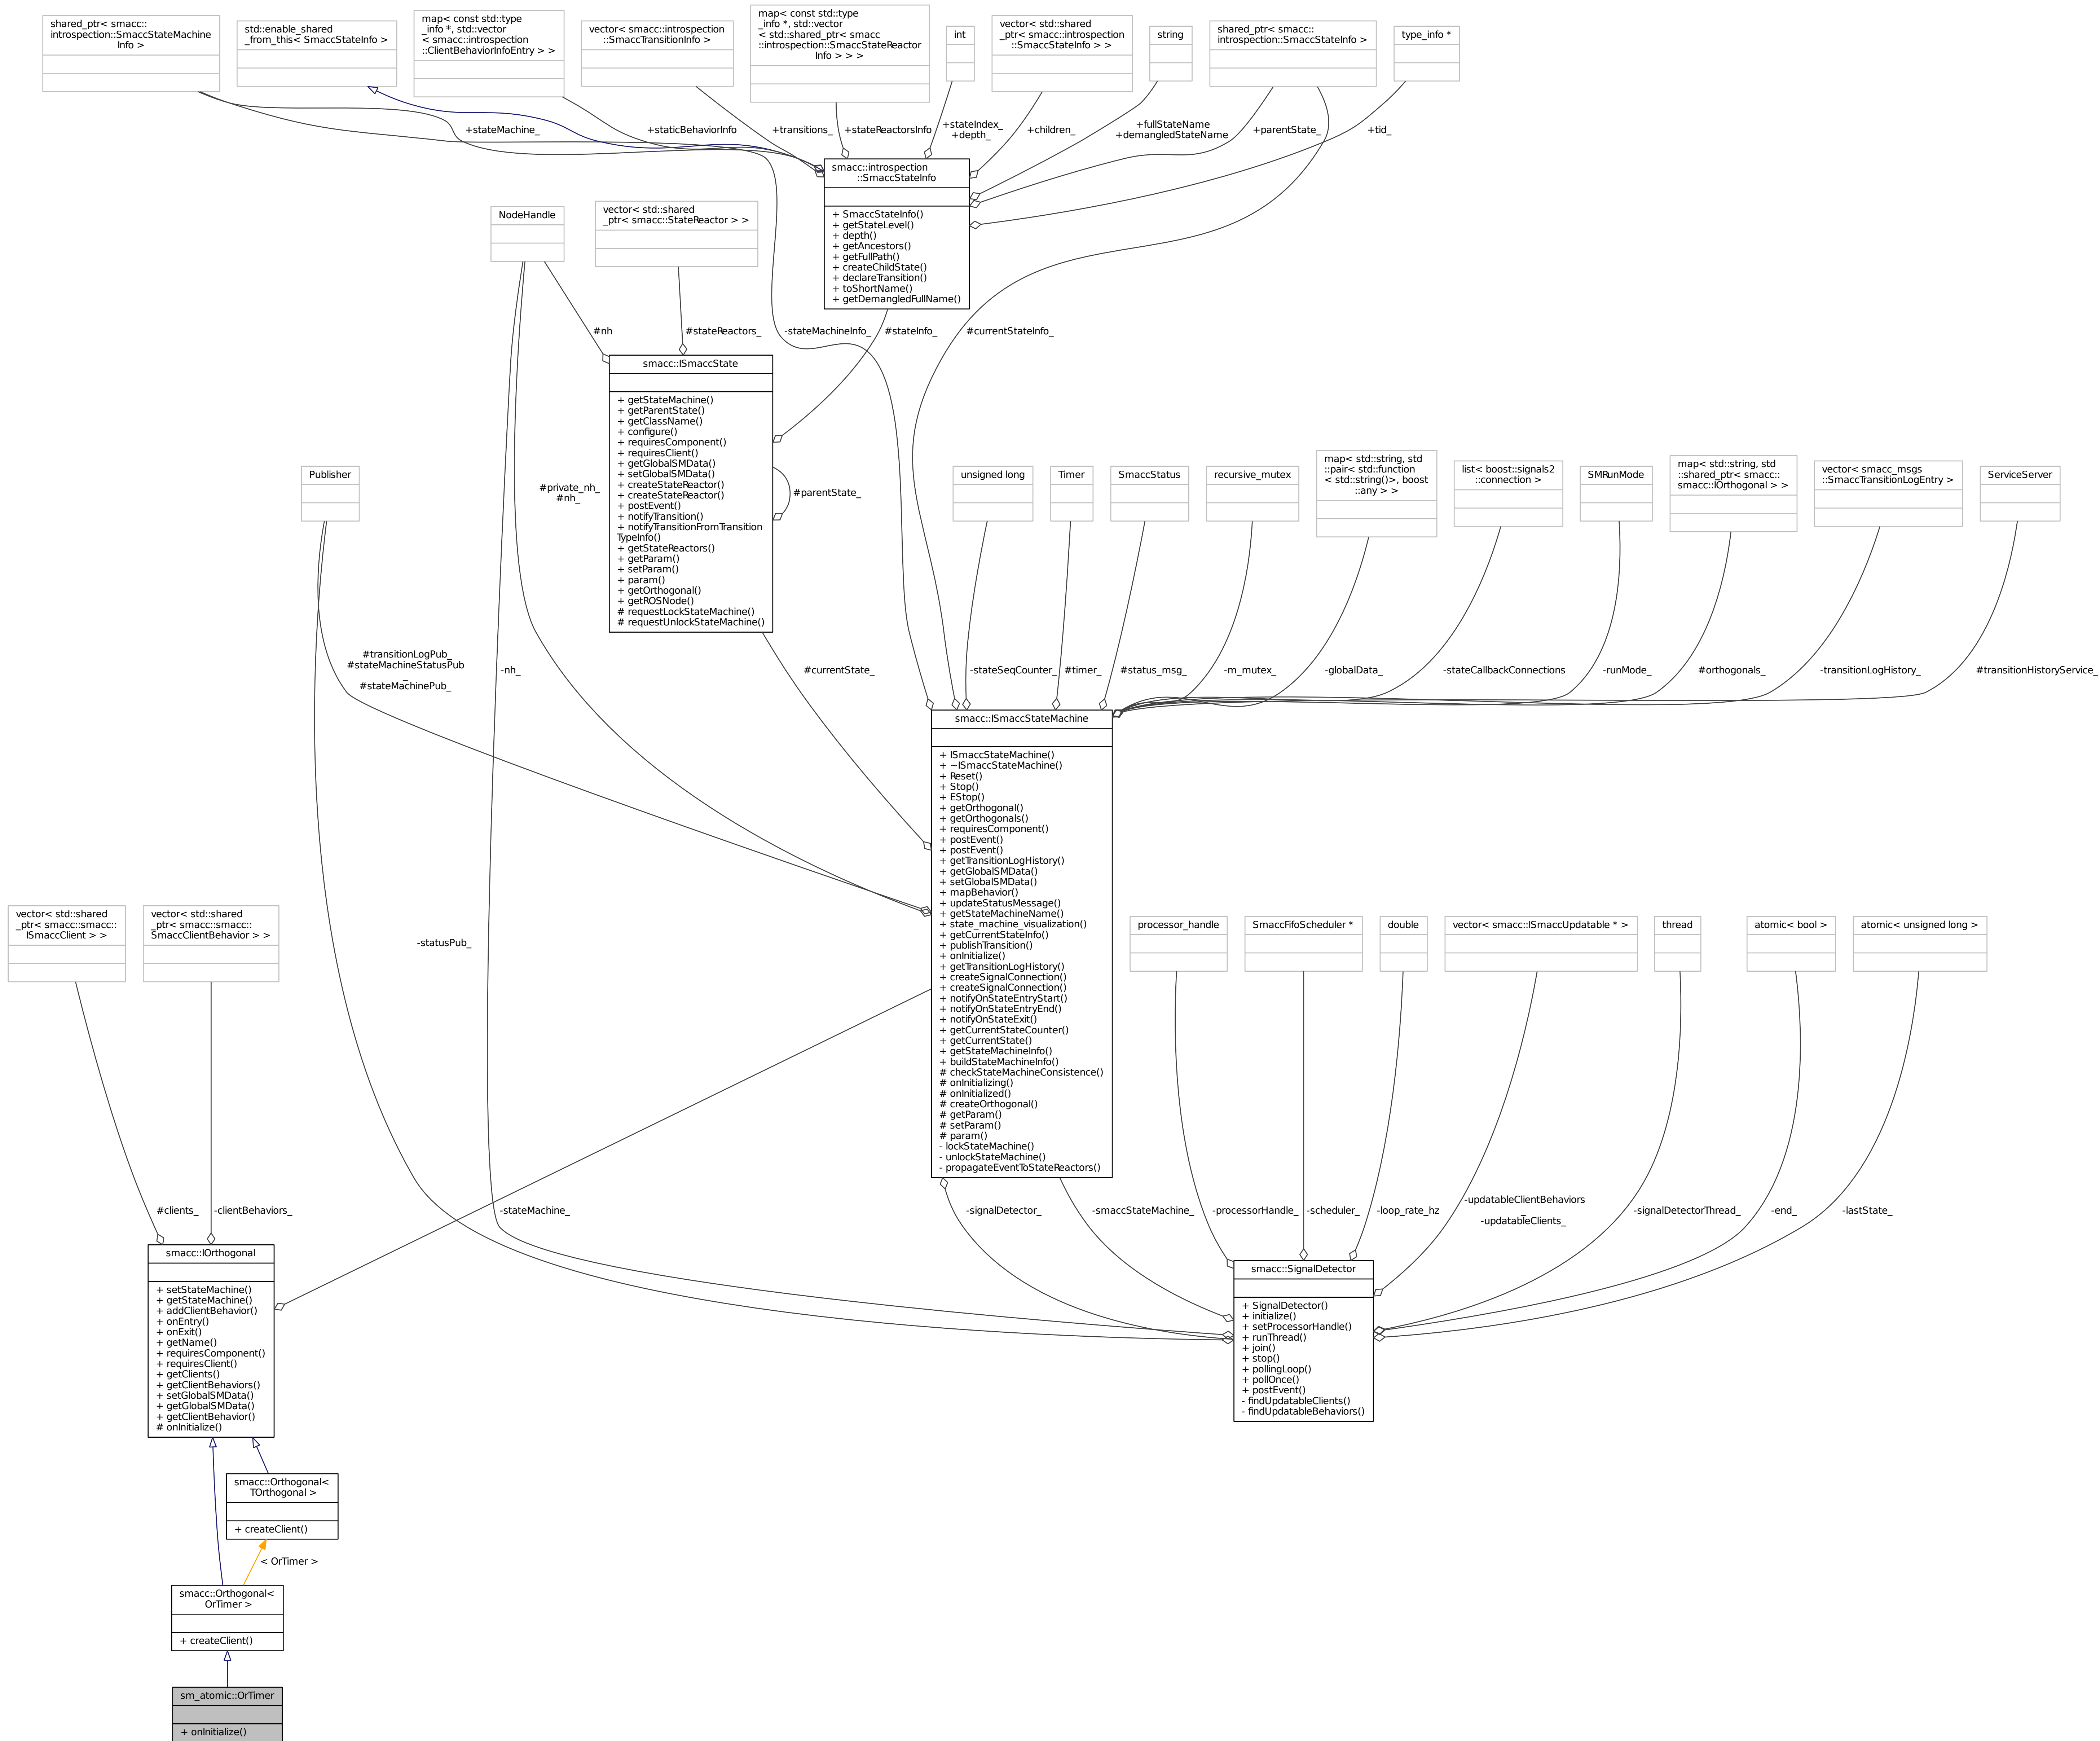 shared_ptr< smacc::
introspection::SmaccStateMachine
Info >
std::enable_shared
_from_this< SmaccStateInfo >
map< const std::type
_info *, std::vector
< smacc::introspection
::ClientBehaviorInfoEntry > >
vector< smacc::introspection
::SmaccTransitionInfo >
map< const std::type
_info *, std::vector
< std::shared_ptr< smacc
::introspection::SmaccStateReactor
Info > > >
int
vector< std::shared
_ptr< smacc::introspection
::SmaccStateInfo > >
string
shared_ptr< smacc::
introspection::SmaccStateInfo >
type_info *
+stateMachine_
+staticBehaviorInfo
+transitions_
+stateReactorsInfo
+stateIndex_
+depth_
+children_
+fullStateName
+demangledStateName
+parentState_
+tid_
smacc::introspection
::SmaccStateInfo
+ SmaccStateInfo()
+ getStateLevel()
+ depth()
+ getAncestors()
+ getFullPath()
+ createChildState()
+ declareTransition()
+ toShortName()
+ getDemangledFullName()
NodeHandle
vector< std::shared
_ptr< smacc::StateReactor > >
#nh
#stateReactors_
-stateMachineInfo_
#stateInfo_
#currentStateInfo_
smacc::ISmaccState
+ getStateMachine()
+ getParentState()
+ getClassName()
+ configure()
+ requiresComponent()
+ requiresClient()
+ getGlobalSMData()
+ setGlobalSMData()
+ createStateReactor()
+ createStateReactor()
+ postEvent()
+ notifyTransition()
+ notifyTransitionFromTransition
TypeInfo()
+ getStateReactors()
+ getParam()
+ setParam()
+ param()
+ getOrthogonal()
+ getROSNode()
# requestLockStateMachine()
# requestUnlockStateMachine()
#parentState_
Publisher
#private_nh_
#nh_
unsigned long
Timer
SmaccStatus
recursive_mutex
map< std::string, std
::pair< std::function
< std::string()>, boost
::any > >
list< boost::signals2
::connection >
SMRunMode
map< std::string, std
::shared_ptr< smacc::
smacc::IOrthogonal > >
vector< smacc_msgs
::SmaccTransitionLogEntry >
ServiceServer
#transitionLogPub_
#stateMachineStatusPub
_
#stateMachinePub_
-nh_
#currentState_
-stateSeqCounter_
#timer_
#status_msg_
-m_mutex_
-globalData_
-stateCallbackConnections
-runMode_
#orthogonals_
-transitionLogHistory_
#transitionHistoryService_
smacc::ISmaccStateMachine
+ ISmaccStateMachine()
+ ~ISmaccStateMachine()
+ Reset()
+ Stop()
+ EStop()
+ getOrthogonal()
+ getOrthogonals()
+ requiresComponent()
+ postEvent()
+ postEvent()
+ getTransitionLogHistory()
+ getGlobalSMData()
+ setGlobalSMData()
+ mapBehavior()
+ updateStatusMessage()
+ getStateMachineName()
+ state_machine_visualization()
+ getCurrentStateInfo()
+ publishTransition()
+ onInitialize()
+ getTransitionLogHistory()
+ createSignalConnection()
+ createSignalConnection()
+ notifyOnStateEntryStart()
+ notifyOnStateEntryEnd()
+ notifyOnStateExit()
+ getCurrentStateCounter()
+ getCurrentState()
+ getStateMachineInfo()
+ buildStateMachineInfo()
# checkStateMachineConsistence()
# onInitializing()
# onInitialized()
# createOrthogonal()
# getParam()
# setParam()
# param()
- lockStateMachine()
- unlockStateMachine()
- propagateEventToStateReactors()
vector< std::shared
_ptr< smacc::smacc::
ISmaccClient > >
vector< std::shared
_ptr< smacc::smacc::
SmaccClientBehavior > >
-statusPub_
processor_handle
SmaccFifoScheduler *
double
vector< smacc::ISmaccUpdatable * >
thread
atomic< bool >
atomic< unsigned long >
#clients_
-clientBehaviors_
-stateMachine_
-signalDetector_
-smaccStateMachine_
-processorHandle_
-scheduler_
-loop_rate_hz
-updatableClientBehaviors
_
-updatableClients_
-signalDetectorThread_
-end_
-lastState_
smacc::IOrthogonal
+ setStateMachine()
+ getStateMachine()
+ addClientBehavior()
+ onEntry()
+ onExit()
+ getName()
+ requiresComponent()
+ requiresClient()
+ getClients()
+ getClientBehaviors()
+ setGlobalSMData()
+ getGlobalSMData()
+ getClientBehavior()
# onInitialize()
smacc::SignalDetector
+ SignalDetector()
+ initialize()
+ setProcessorHandle()
+ runThread()
+ join()
+ stop()
+ pollingLoop()
+ pollOnce()
+ postEvent()
- findUpdatableClients()
- findUpdatableBehaviors()
smacc::Orthogonal<
TOrthogonal >
+ createClient()
< OrTimer >
smacc::Orthogonal<
OrTimer >
+ createClient()
sm_atomic::OrTimer
+ onInitialize()